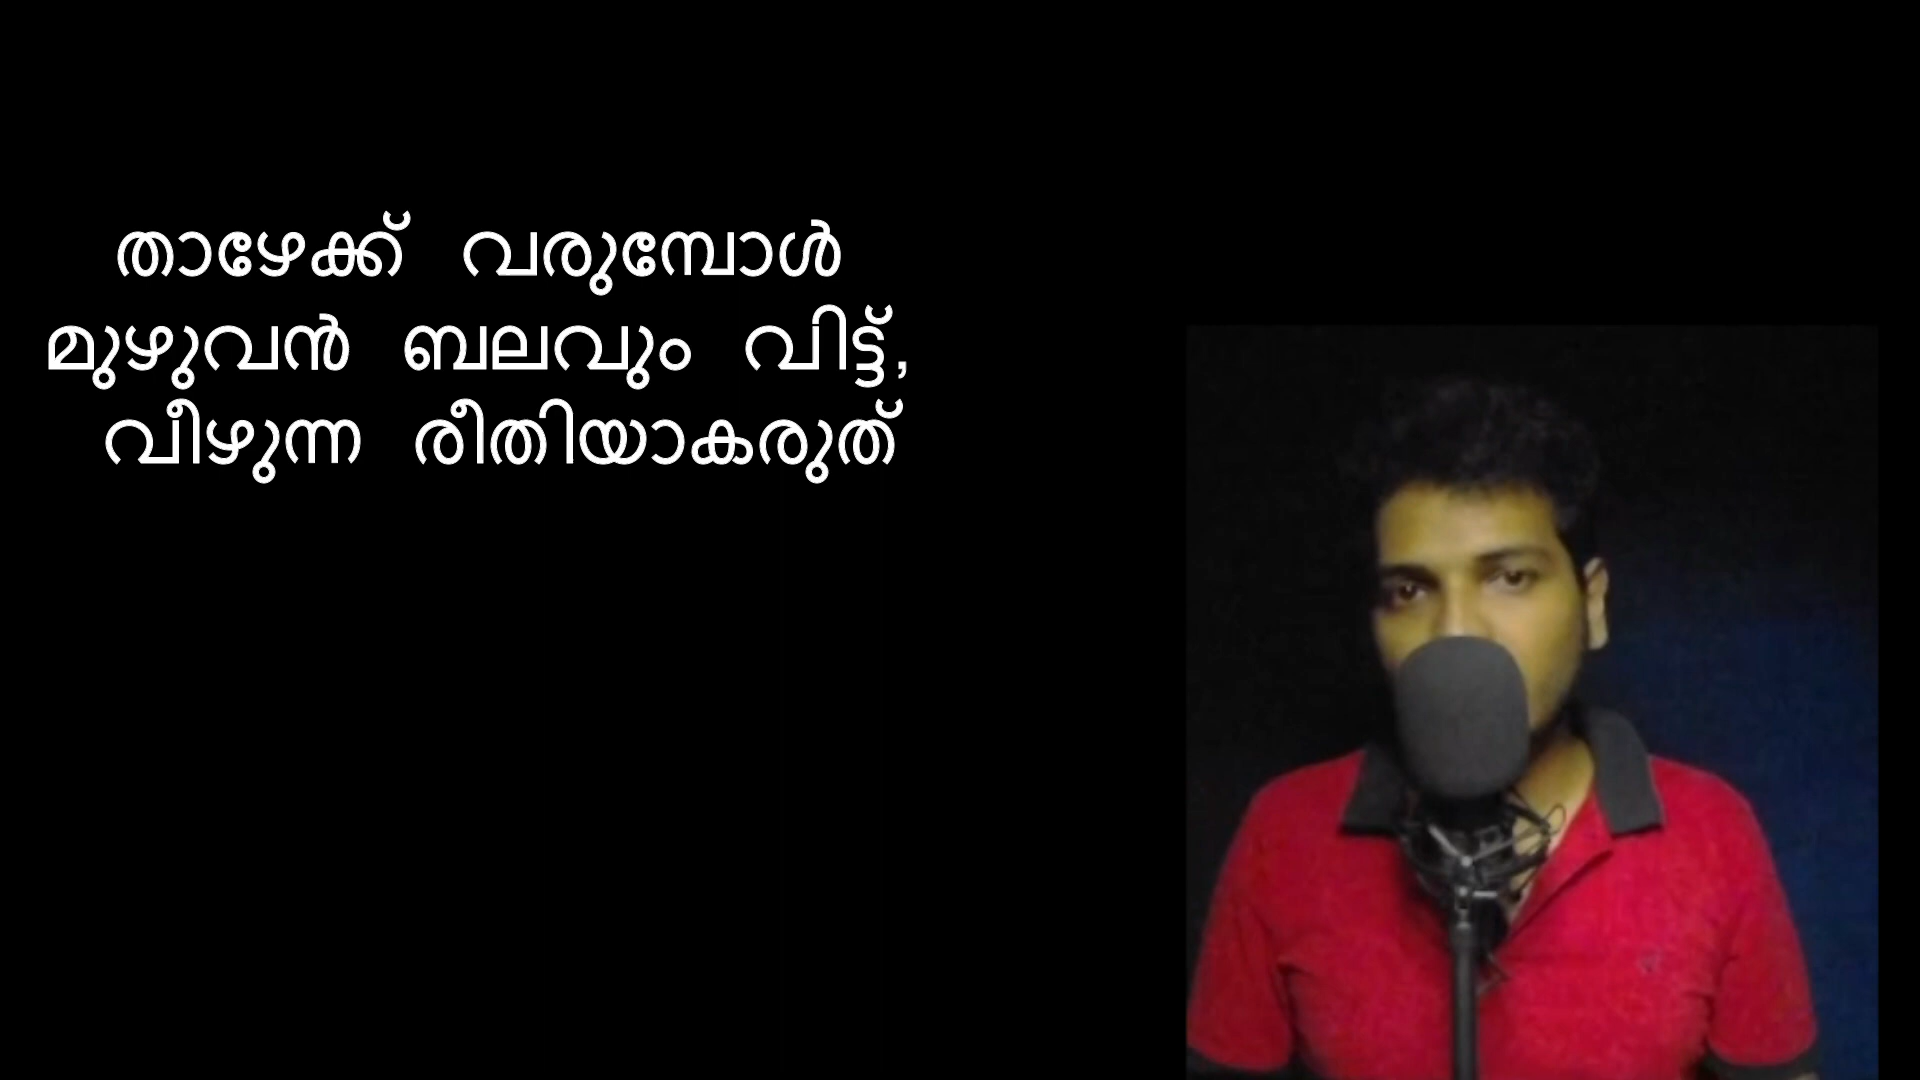 താഴേക്ക് വരുമ്പോൾ
മുഴുവൻ ബലവും വിട്ട്,
വീഴുന്ന രീതിയാകരുത്